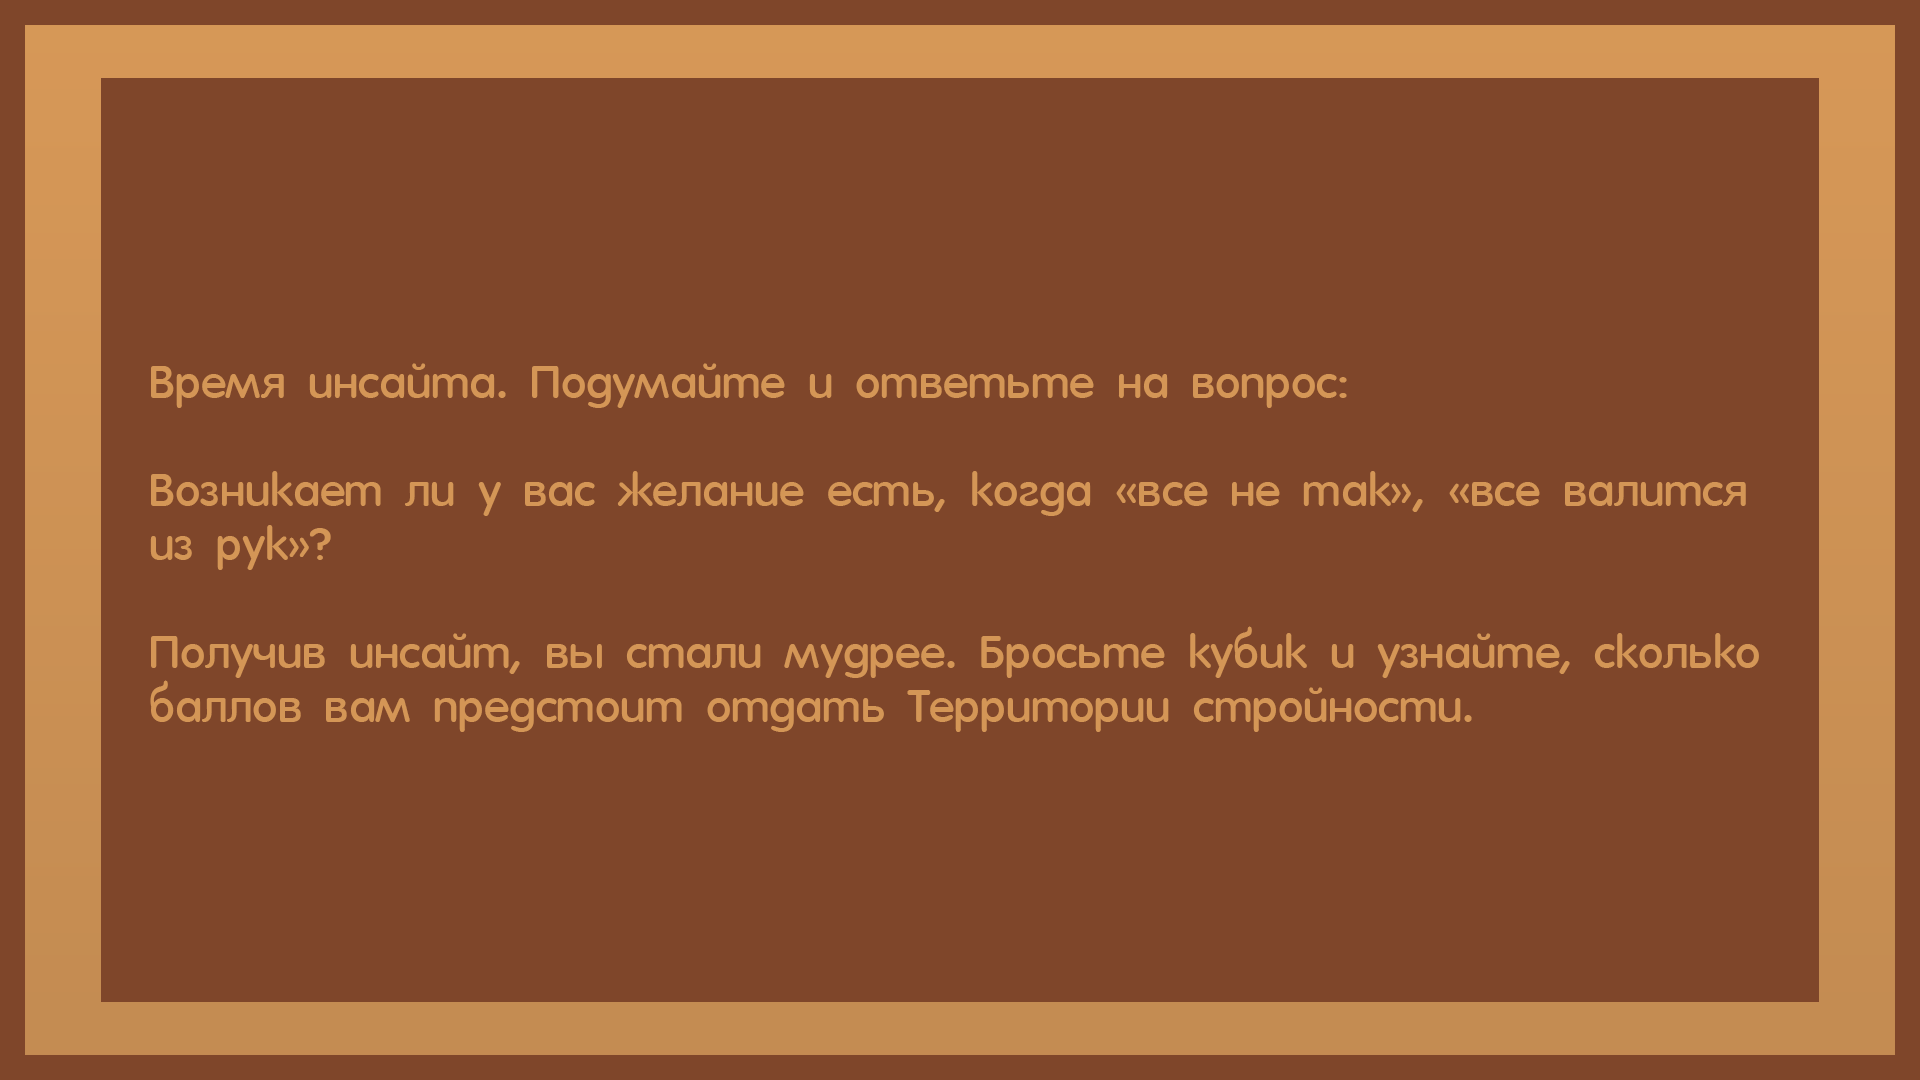 Время инсайта. Подумайте и ответьте на вопрос:
Возникает ли у вас желание есть, когда «все не так», «все валится
из рук»?
Получив инсайт, вы стали мудрее. Бросьте кубик и узнайте, сколько
баллов вам предстоит отдать Территории стройности.